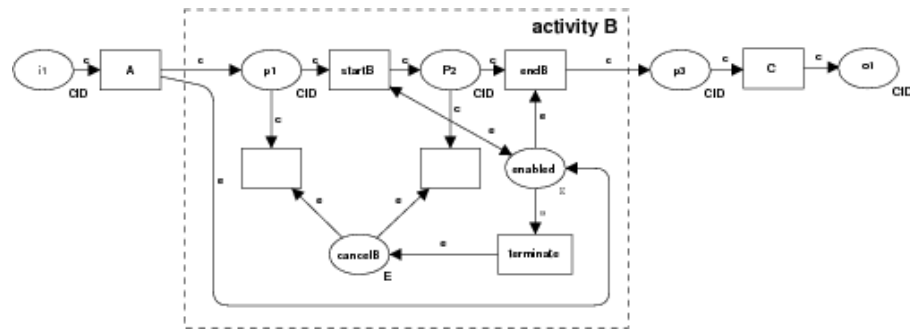 activity B
c
c
c
c
c
c
c
c
i1
A
p1
startB
P2
endB
p3
C
o1
CID
CID
CID
CID
CID
c
c
e
e
enabled
e
e
e
e
cancelB
e
terminate
E